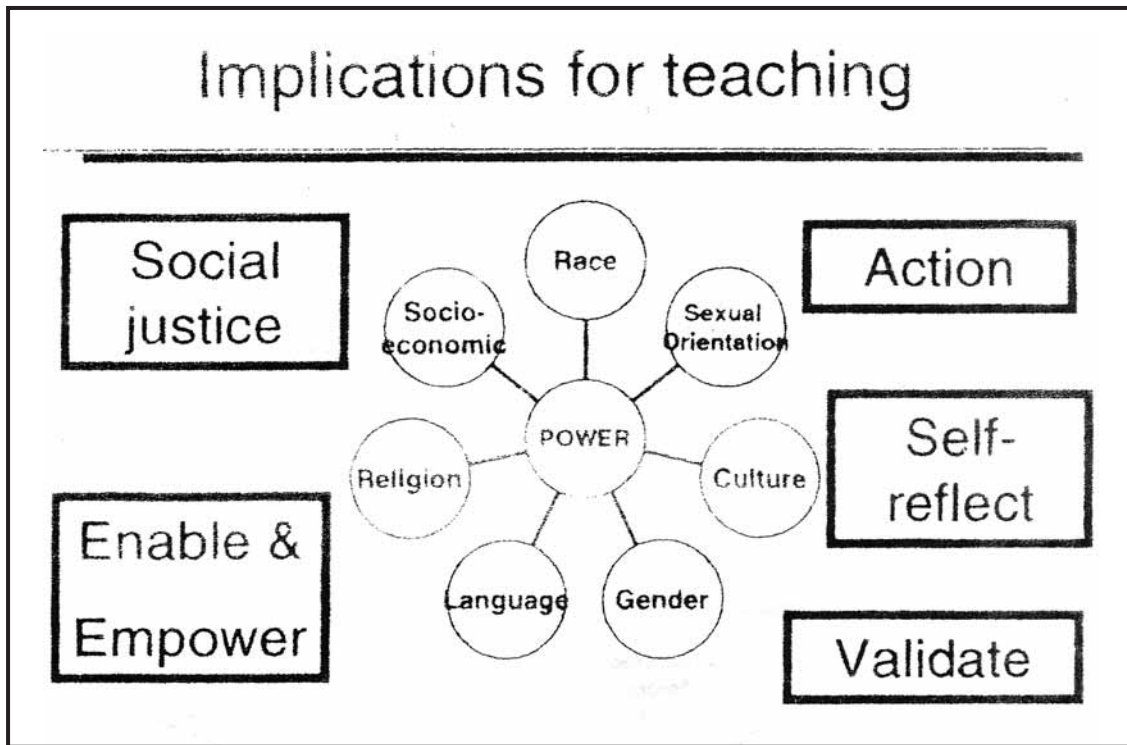 Implications for teaching
Social
justice
Enable &
Empower
Race
Socio-
economic
Sexual
Orientation
POWER
Religion
Culture
Language
Gender
Action
Self-
reflect
Validate